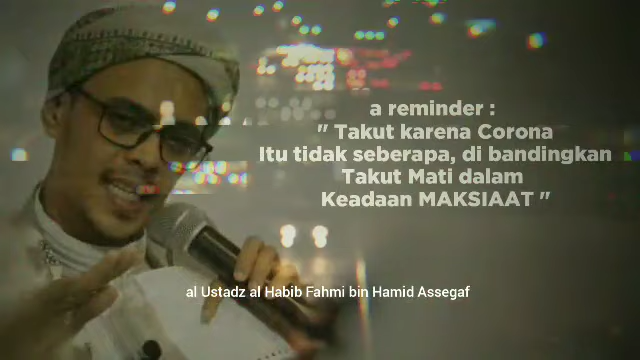 a reminder :
" Takut karena Corona
Itu tidak seberapa, di bandingkan
Takut Mati dalam
Keadaan MAKSIAAT "
al Ustadz al Habib Fahmi bin Hamid Assegaf